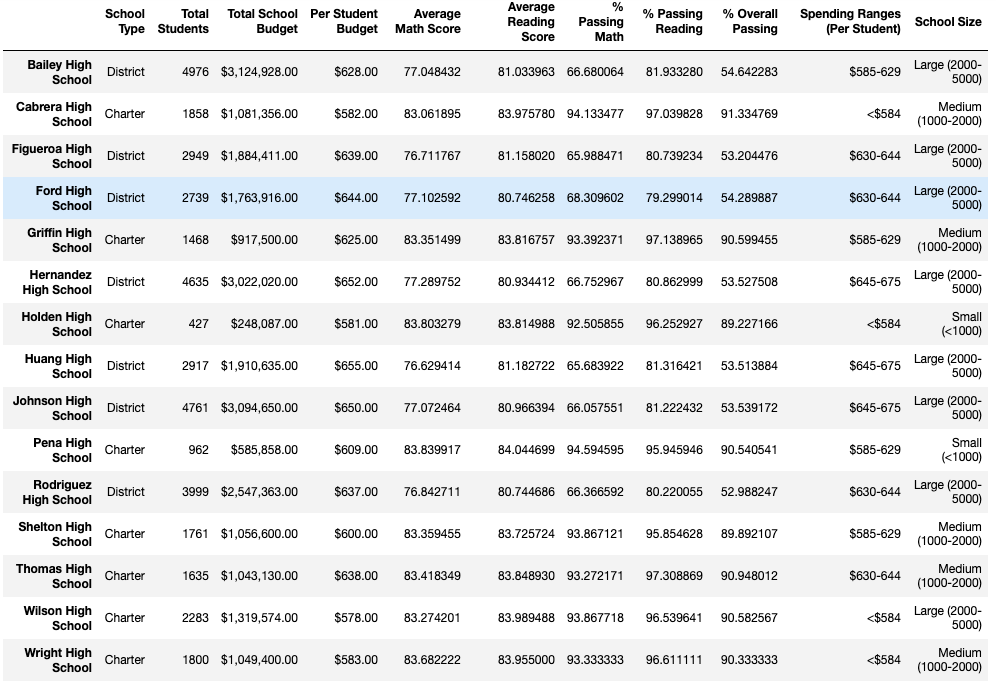 School Type Total Students Total School Budget Per Student Budget Average Math Score Average Reading Score % Passing Math % Passing Reading % Overall Passing Spending Ranges (Per Student) School Size
Bailey High School District 4976 $3,124,928.00 $628.00 77.048432 81.033963 66.680064 81.933280 54.642283 $585-629 Large (2000-5000)
Cabrera High School Charter 1858 $1,081,356.00 $582.00 83.061895 83.975780 94.133477 97.039828 91.334769 <$584 Medium (1000-2000)
Figueroa High School District 2949 $1,884,411.00 $639.00 76.711767 81.158020 65.988471 80.739234 53.204476 $630-644 Large (2000-5000)
Ford High School District 2739 $1,763,916.00 $644.00 77.102592 80.746258 68.309602 79.299014 54.289887 $630-644 Large (2000-5000)
Griffin High School Charter 1468 $917,500.00 $625.00 83.351499 83.816757 93.392371 97.138965 90.599455 $585-629 Medium (1000-2000)
Hernandez High School District 4635 $3,022,020.00 $652.00 77.289752 80.934412 66.752967 80.862999 53.527508 $645-675 Large (2000-5000)
Holden High School Charter 427 $248,087.00 $581.00 83.803279 83.814988 92.505855 96.252927 89.227166 <$584 Small (<1000)
Huang High School District 2917 $1,910,635.00 $655.00 76.629414 81.182722 65.683922 81.316421 53.513884 $645-675 Large (2000-5000)
Johnson High School District 4761 $3,094,650.00 $650.00 77.072464 80.966394 66.057551 81.222432 53.539172 $645-675 Large (2000-5000)
Pena High School Charter 962 $585,858.00 $609.00 83.839917 84.044699 94.594595 95.945946 90.540541 $585-629 Small (<1000)
Rodriguez High School District 3999 $2,547,363.00 $637.00 76.842711 80.744686 66.366592 80.220055 52.988247 $630-644 Large (2000-5000)
Shelton High School Charter 1761 $1,056,600.00 $600.00 83.359455 83.725724 93.867121 95.854628 89.892107 $585-629 Medium (1000-2000)
Thomas High School Charter 1635 $1,043,130.00 $638.00 83.418349 83.848930 93.272171 97.308869 90.948012 $630-644 Medium (1000-2000)
Wilson High School Charter 2283 $1,319,574.00 $578.00 83.274201 83.989488 93.867718 96.539641 90.582567 <$584 Large (2000-5000)
Wright High School Charter 1800 $1,049,400.00 $583.00 83.682222 83.955000 93.333333 96.611111 90.333333 <$584 Medium (1000-2000)